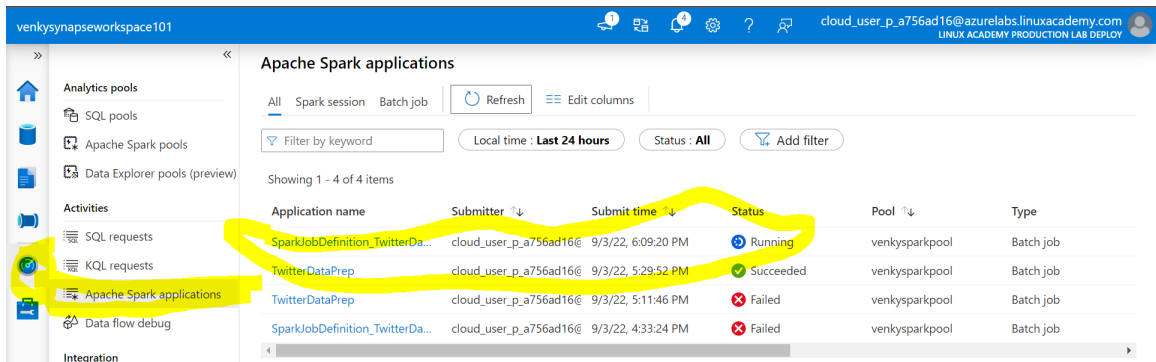 venkysynapseworkspace101
1
4
cloud_user_p_a756ad16@azurelabs.linuxacademy.com
LINUX ACADEMY PRODUCTION LAB DEPLOY
Analytics pools
SQL pools
Apache Spark pools
Data Explorer pools (preview)
Activities
SQL requests
KQL requests
Apache Spark applications
Data flow debug
Integration
Apache Spark applications
All Spark session Batch job Refresh Edit columns
Filter by keyword Local time : Last 24 hours Status : All Add filter
Showing 1 - 4 of 4 items
Application name Submitter Submit time Status Pool Type
SparkJobDefinition_TwitterDa... cloud_user_p_a756ad16@ 9/3/22, 6:09:20 PM Running venkysparkpool Batch job
TwitterDataPrep cloud_user_p_a756ad16@ 9/3/22, 5:29:52 PM Succeeded venkysparkpool Batch job
TwitterDataPrep cloud_user_p_a756ad16@ 9/3/22, 5:11:46 PM Failed venkysparkpool Batch job
SparkJobDefinition_TwitterDa... cloud_user_p_a756ad16@ 9/3/22, 4:33:24 PM Failed venkysparkpool Batch job